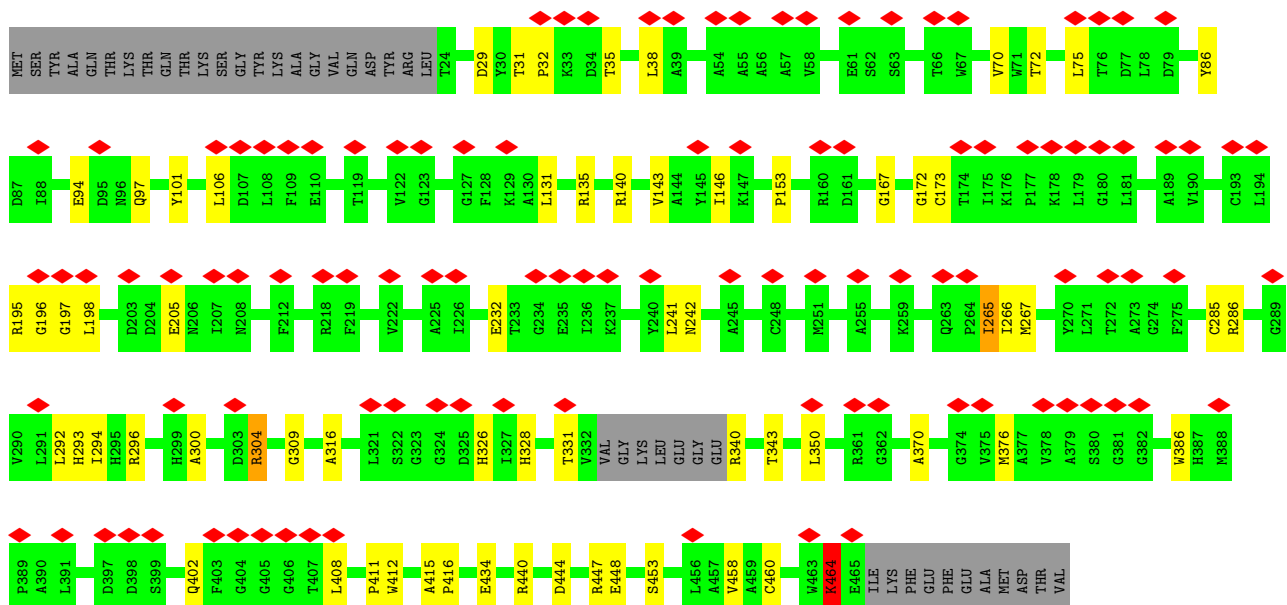 MET SER TYR ALA GLN THR LYS THR GLN THR LYS SER GLY TYR LYS ALA GLY VAL GLN ASP TYR ARG LEU T24 D29 Y30 T31 P32 K33 D34 T35 L38 A39 A54 A55 A56 A57 V58 E61 S62 S63 T66 W67 V70 W71 T72 L75 T76 D77 L78 D79 Y86
D87 I88 E94 D95 N96 Q97 Y101 L106 D107 L108 F109 E110 T119 V122 G123 G127 F128 K129 A130 L131 R135 R140 V143 A144 Y145 I146 K147 P153 R160 D161 G167 G172 C173 T174 I175 K176 P177 K178 L179 G180 L181 A189 V190 C193 L194
R195 G196 G197 L198 D203 D204 E205 N206 I207 N208 F212 R218 F219 V222 A225 I226 E232 T233 G234 E235 I236 K237 Y240 L241 N242 A245 C248 M251 A255 K259 Q263 P264 I265 I266 M267 Y270 L271 T272 A273 G274 F275 C285 R286 G289
V290 L291 L292 H293 I294 H295 R296 H299 A300 D303 R304 G309 A316 L321 S322 G323 G324 D325 H326 I327 H328 T331 V332 VAL GLY LYS LEU GLU GLY GLU R340 T343 L350 R361 G362 A370 G374 V375 M376 A377 V378 A379 S380 G381 G382 W386 H387 M388
P389 A390 L391 D397 D398 S399 Q402 F403 G404 G405 G406 T407 L408 P411 W412 A415 P416 E434 R440 D444 R447 E448 S453 L456 A457 V458 A459 C460 W463 K464 E465 ILE LYS PHE GLU PHE GLU ALA MET ASP THR VAL